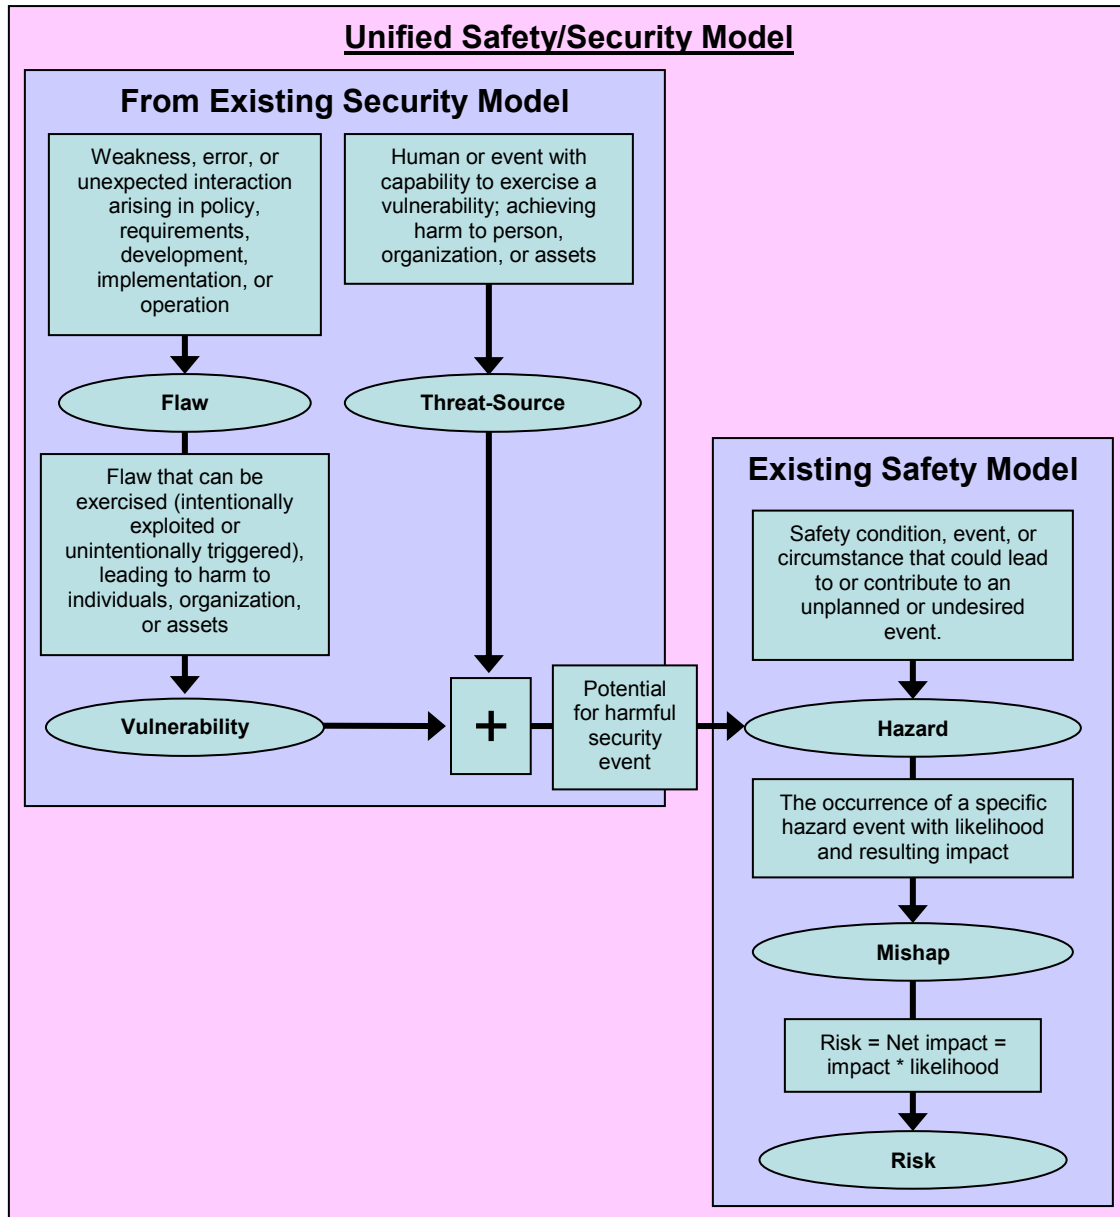 Unified Safety/Security Model
From Existing Security Model
Weakness, error, or
unexpected interaction
arising in policy,
requirements,
development,
implementation, or
operation
Human or event with
capability to exercise a
vulnerability; achieving
harm to person,
organization, or assets
Flaw
Threat-Source
Flaw that can be
exercised (intentionally
exploited or
unintentionally triggered),
leading to harm to
individuals, organization,
or assets
Vulnerability
+
Potential
for harmful
security
event
Existing Safety Model
Safety condition, event, or
circumstance that could lead
to or contribute to an
unplanned or undesired
event.
Hazard
The occurrence of a specific
hazard event with likelihood
and resulting impact
Mishap
Risk = Net impact =
impact * likelihood
Risk